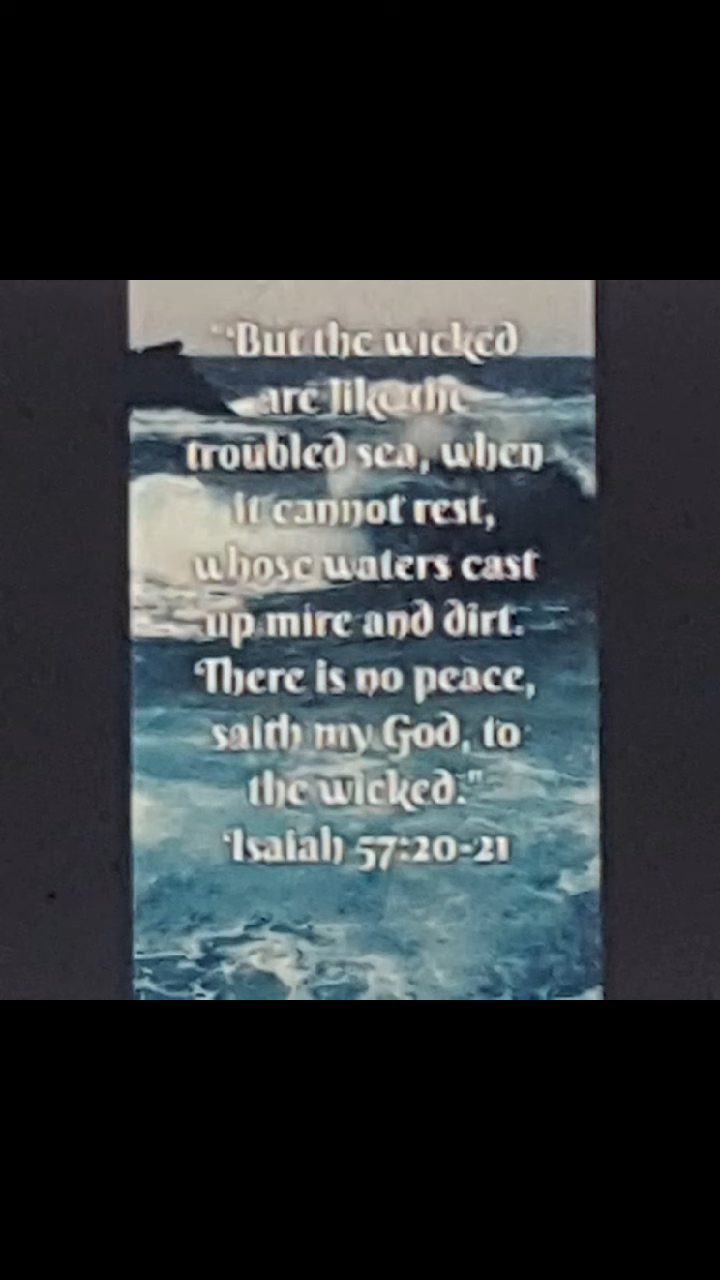 "But the wicked
are like the
troubled sea, when
it cannot rest,
whose waters cast
up mire and dirt.
There is no peace,
saith my God, to
the wicked."
Isaiah 57:20-21